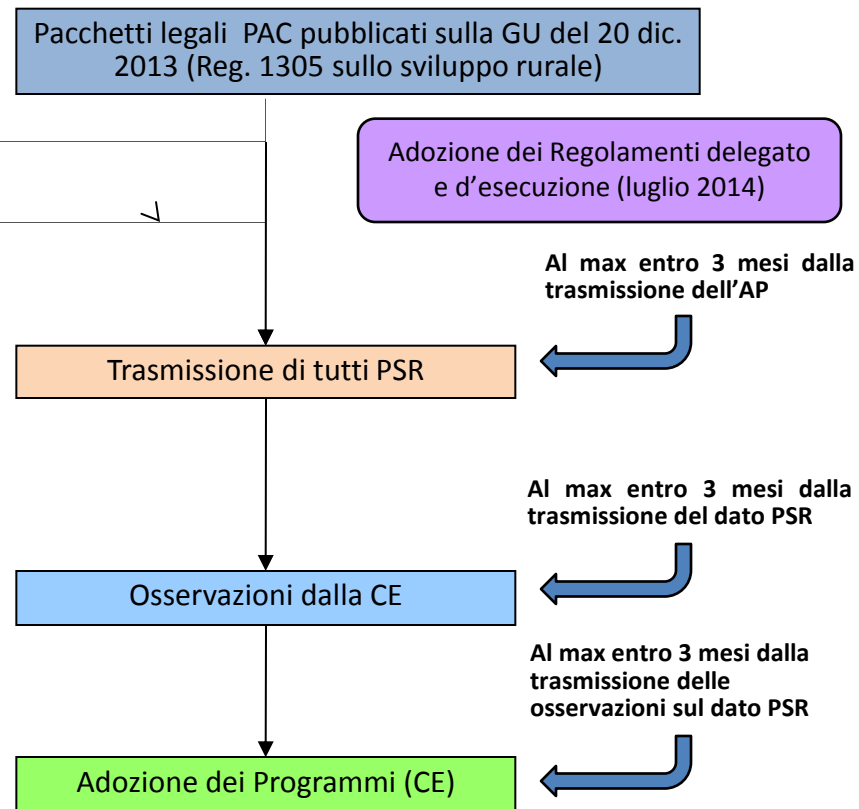 Pacchetti legali PAC pubblicati sulla GU del 20 dic.
2013 (Reg. 1305 sullo sviluppo rurale)
Adozione dei Regolamenti delegato
e d'esecuzione (luglio 2014)
Al max entro 3 mesi dalla
trasmissione dell'AP
Trasmissione di tutti PSR
Al max entro 3 mesi dalla
trasmissione del dato PSR
Osservazioni dalla CE
Al max entro 3 mesi dalla
trasmissione delle
osservazioni sul dato PSR
Adozione dei Programmi (CE)